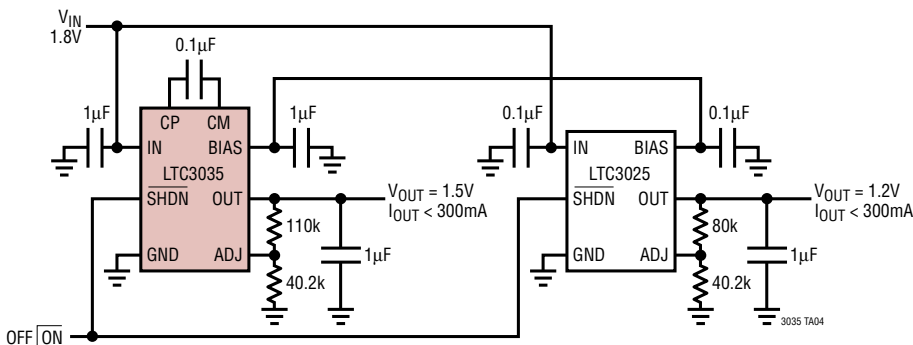 VIN
1.8V
0.1µF
1µF
CP CM
IN BIAS
LTC3035
SHDN OUT
GND ADJ
1µF
110k
40.2k
1µF
VOUT = 1.5V
IOUT < 300mA
0.1µF
IN BIAS
LTC3025
SHDN OUT
GND ADJ
0.1µF
80k
40.2k
1µF
VOUT = 1.2V
IOUT < 300mA
OFF ON
3035 TA04